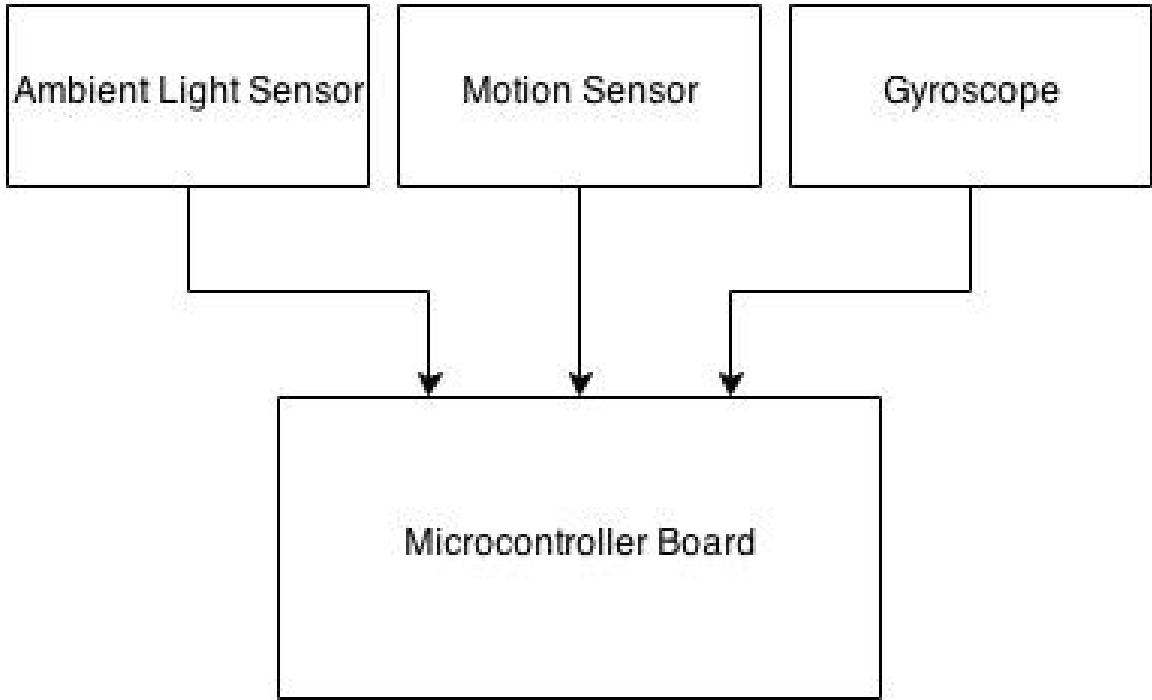 Ambient Light Sensor
Motion Sensor
Gyroscope
Microcontroller Board